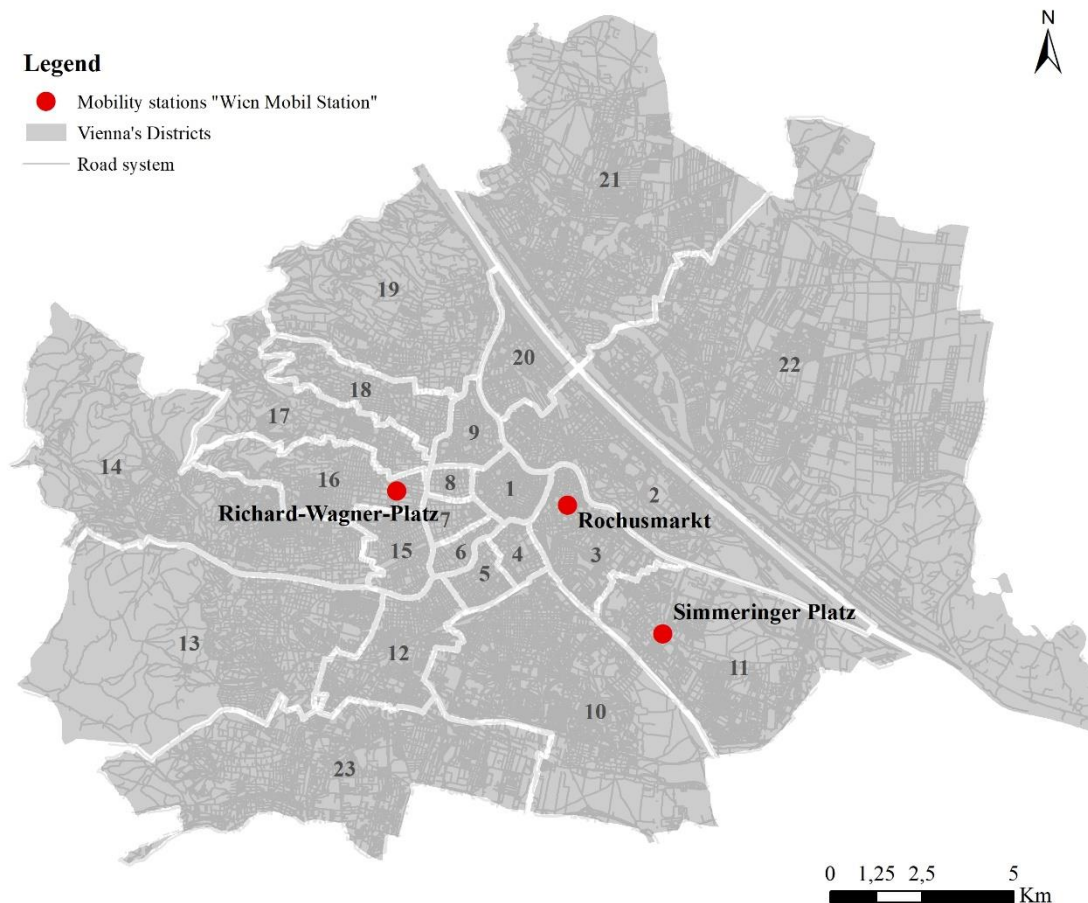 N
Legend
Mobility stations "Wien Mobil Station"
Vienna's Districts
Road system
21
19
20
22
18
17
9
14
16
8
1
2
Richard-Wagner-Platz
7
Rochusmarkt
15
6
4
3
5
Simmeringer Platz
13
12
11
10
23
0 1,25 2,5 5
Km